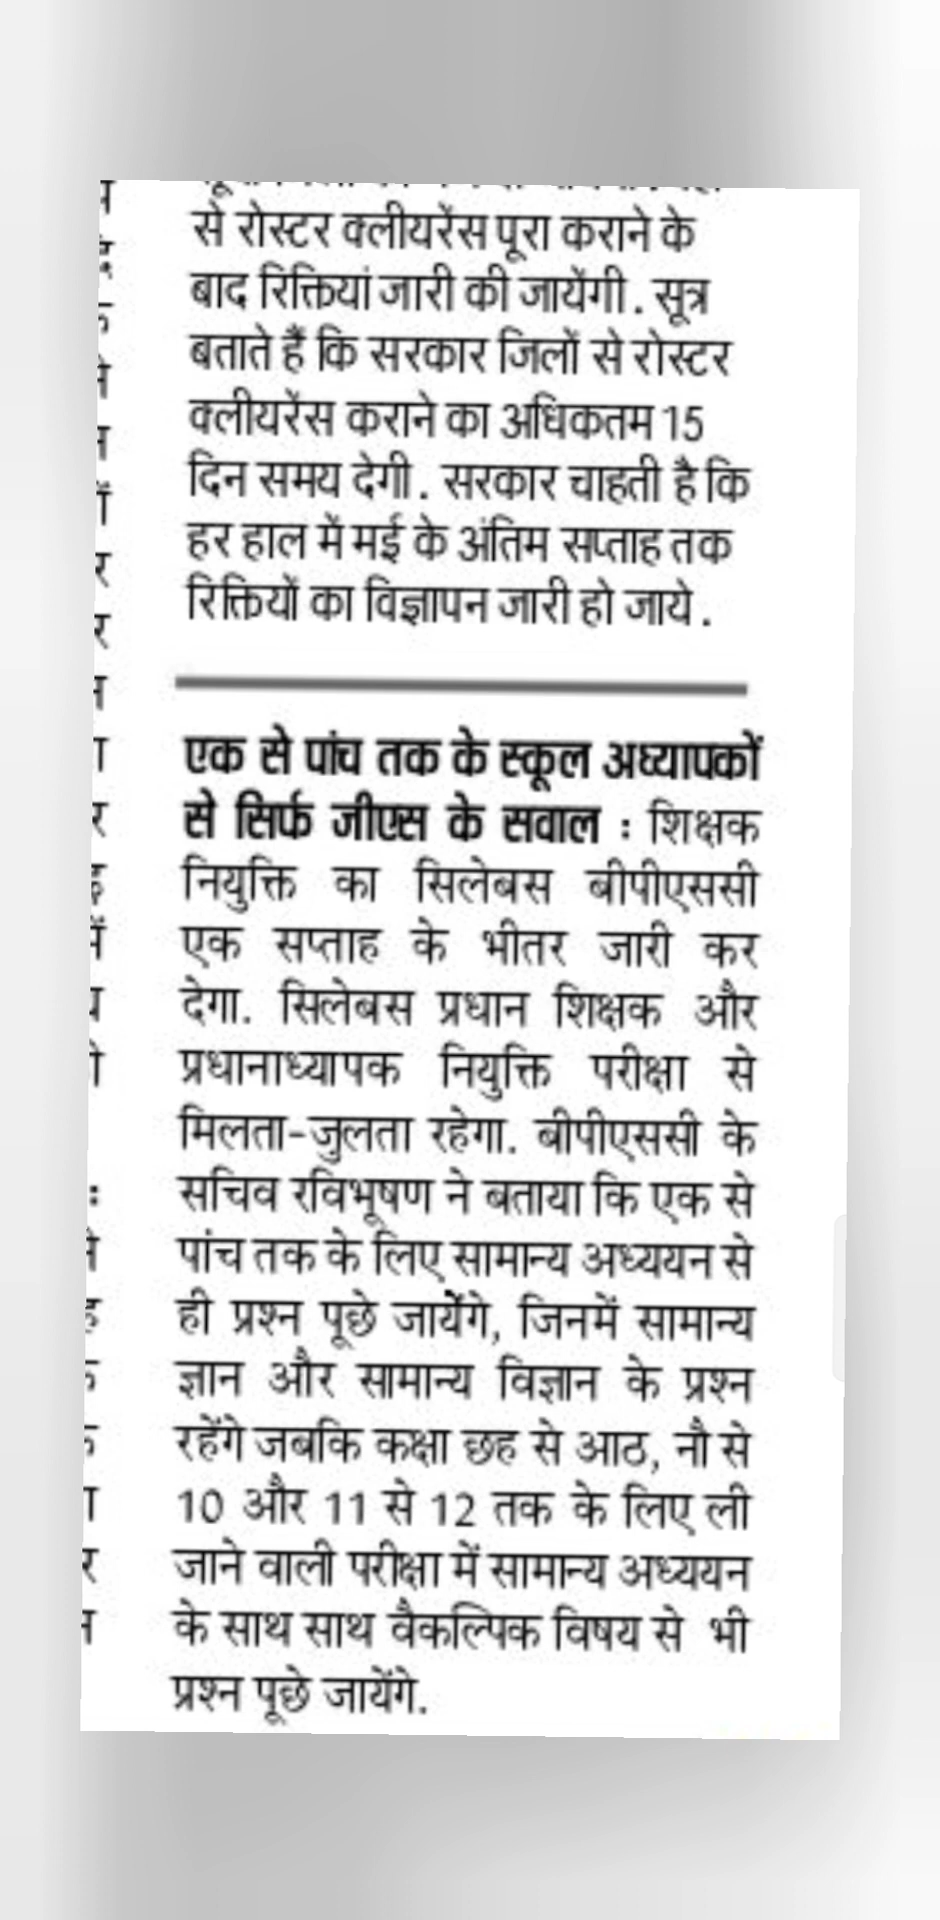 से रोस्टर क्लीयरेंस पूरा कराने के
बाद रिक्तियां जारी की जायेंगी. सूत्र
बताते हैं कि सरकार जिलों से रोस्टर
क्लीयरेंस कराने का अधिकतम 15
दिन समय देगी. सरकार चाहती है कि
हर हाल में मई के अंतिम सप्ताह तक
रिक्तियों का विज्ञापन जारी हो जाये.
एक से पांच तक के स्कूल अध्यापकों
से सिर्फ जीएस के सवाल : शिक्षक
नियुक्ति का सिलेबस बीपीएससी
एक सप्ताह के भीतर जारी कर
देगा. सिलेबस प्रधान शिक्षक और
प्रधानाध्यापक नियुक्ति परीक्षा से
मिलता-जुलता रहेगा. बीपीएससी के
सचिव रविभूषण ने बताया कि एक से
पांच तक के लिए सामान्य अध्ययन से
ही प्रश्न पूछे जायेंगे, जिनमें सामान्य
ज्ञान और सामान्य विज्ञान के प्रश्न
रहेंगे जबकि कक्षा छह से आठ, नौ से
10 और 11 से 12 तक के लिए ली
जाने वाली परीक्षा में सामान्य अध्ययन
के साथ साथ वैकल्पिक विषय से भी
प्रश्न पूछे जायेंगे.